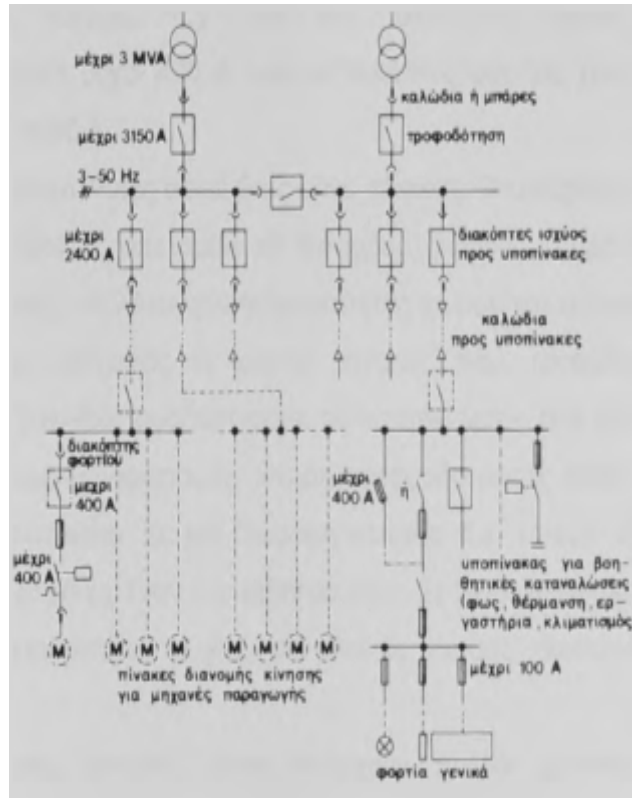 μέχρι 3 MVA
καλώδια ή μπάρες
μέχρι 3150 A
τροφοδότηση
3-50 Hz
μέχρι
2400 A
διακόπτες ισχύος
προς υποπίνακες
καλώδια
προς υποπίνακες
διακόπτης
φορτίου
μέχρι
400 A
μέχρι
400 A
ή
μέχρι
400 A
υποπίνακας για βοη-
θητικές καταναλώσεις
(φως, θέρμανση, ερ-
γαστήρια, κλιματισμός
M M M M M M M M
πίνακες διανομής κίνησης
για μηχανές παραγωγής
μέχρι 100 A
φορτία γενικά